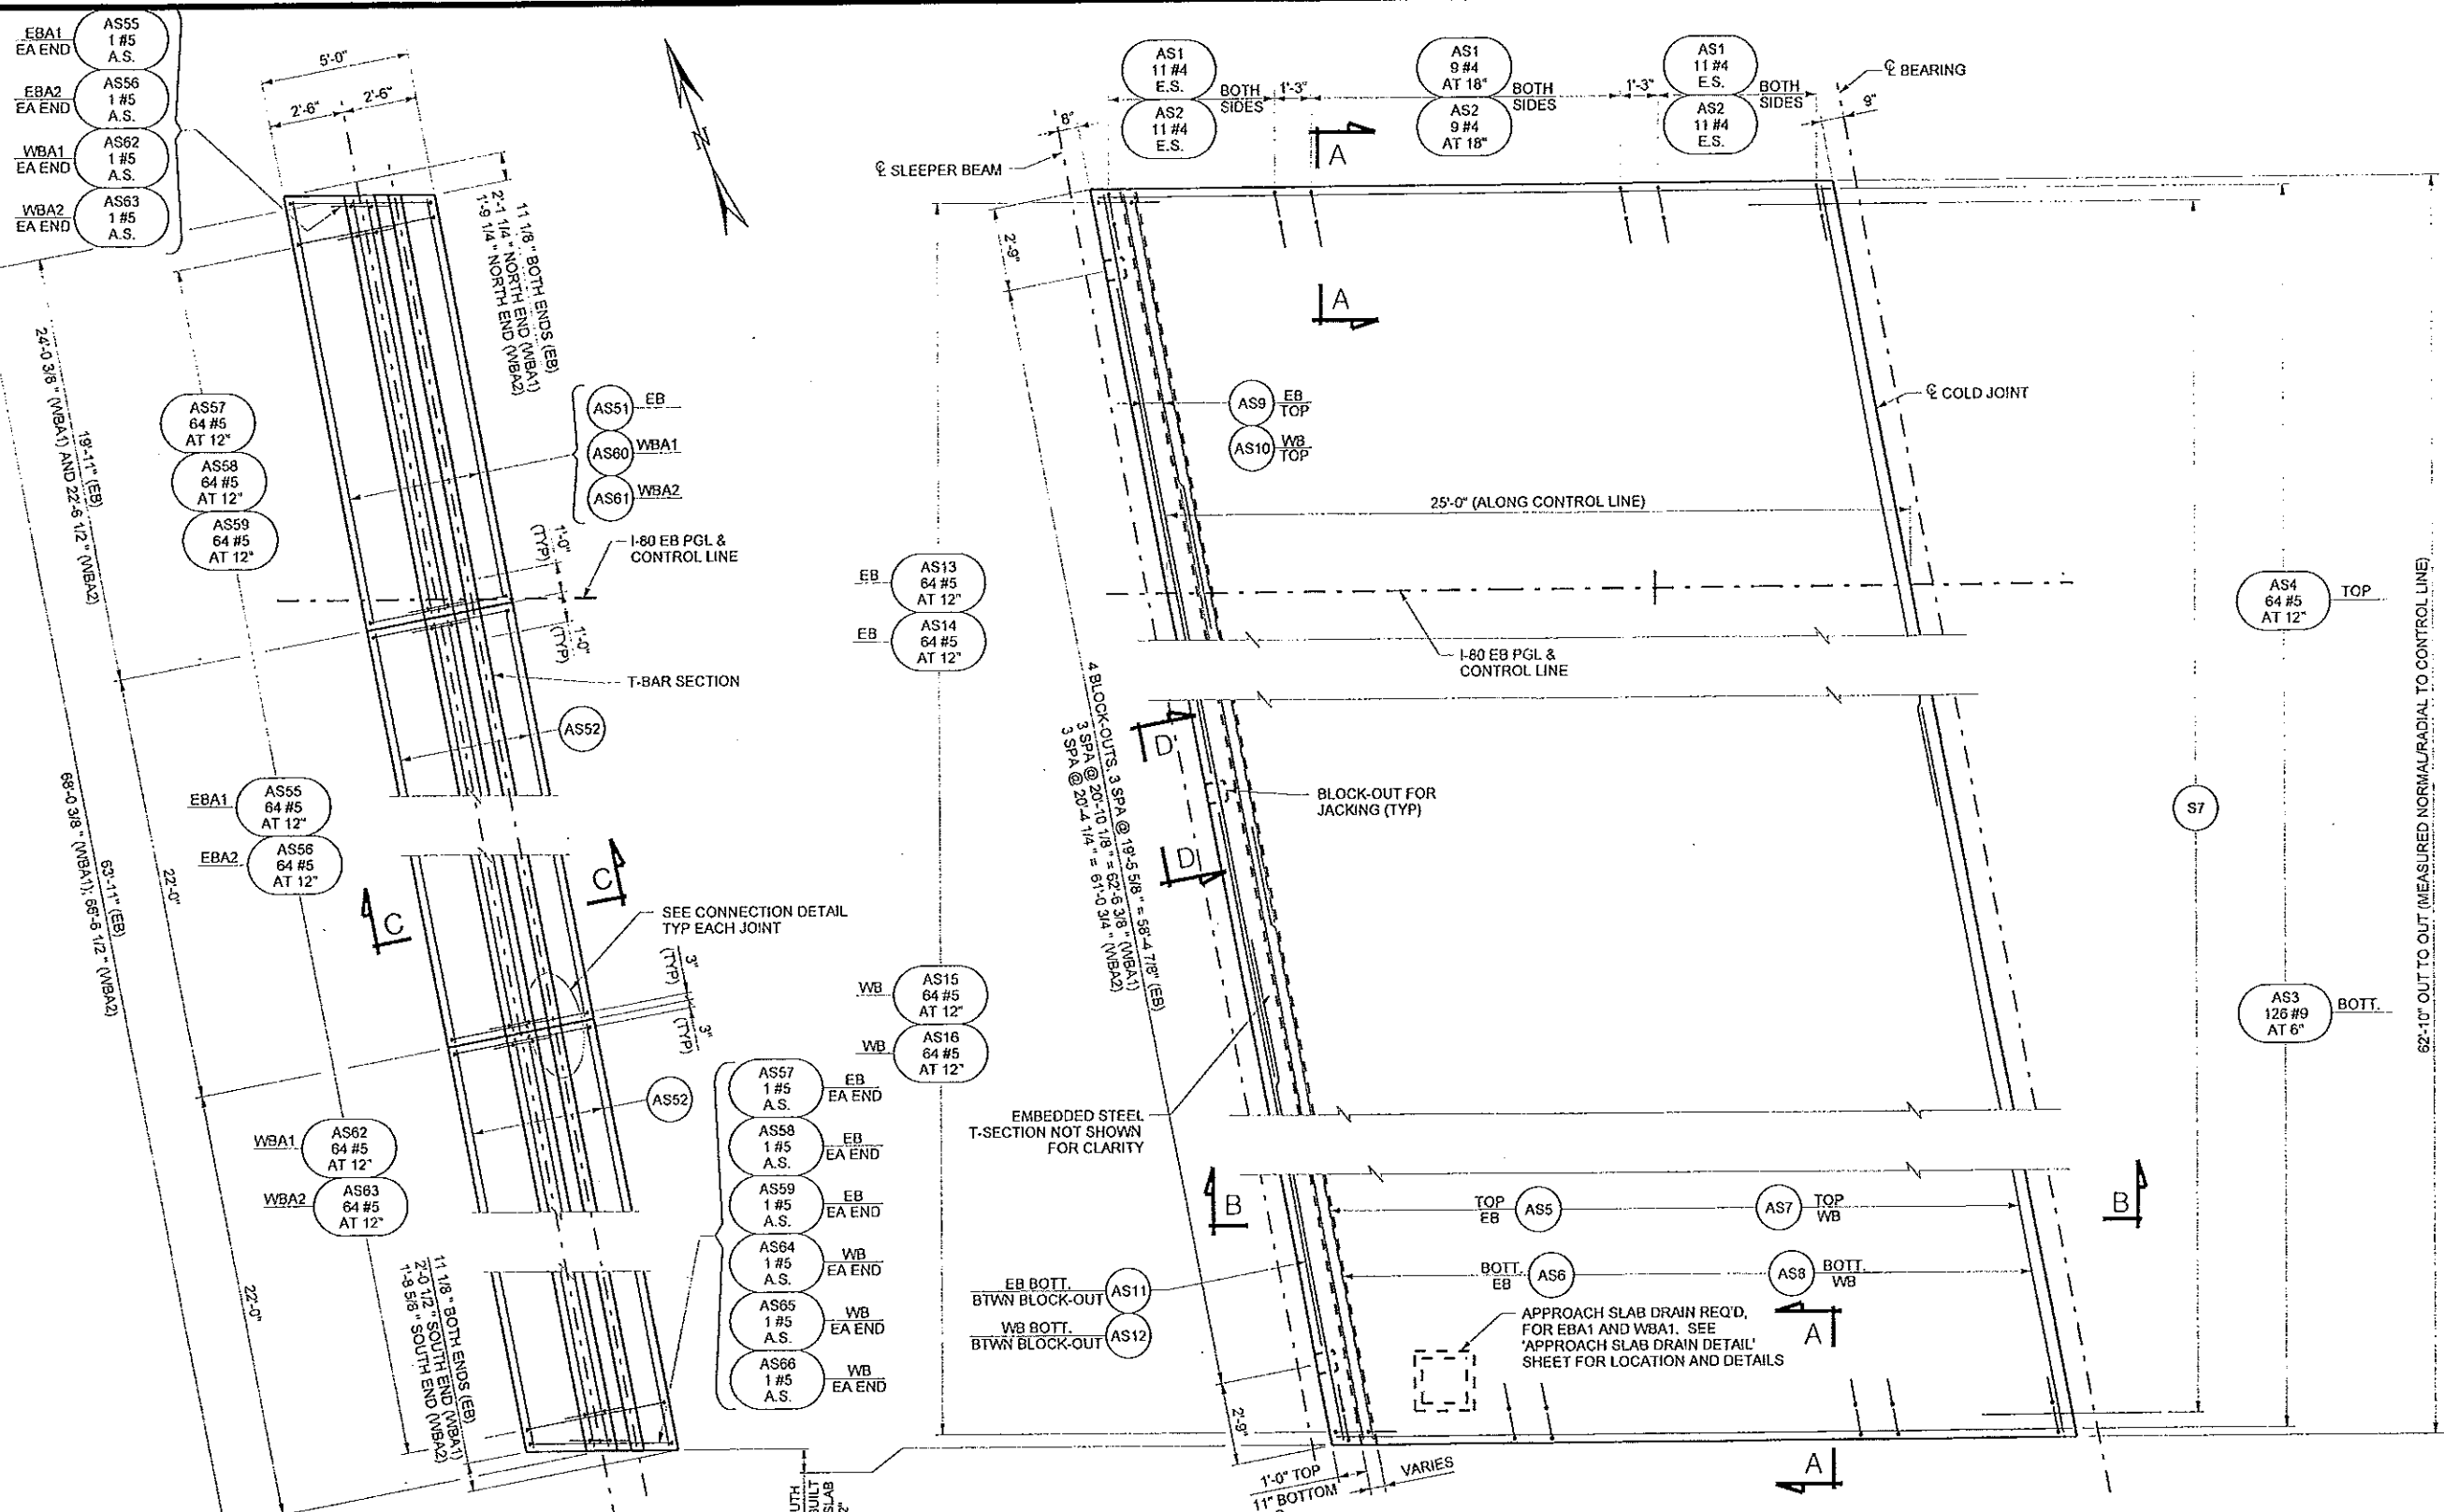 EBA1
EA END
AS55
1 #5
A.S.
EBA2
EA END
AS56
1 #5
A.S.
WBA1
EA END
AS62
1 #5
A.S.
WBA2
EA END
AS63
1 #5
A.S.
5'-0"
2'-6"
2'-6"
N
11 1/8 " BOTH ENDS (EB)
2'-1 1/4 " NORTH END (WBA1)
1'-9 1/4 " NORTH END (WBA2)
19'-11" (EB)
24'-0 3/8 " (WBA1) AND 22'-6 1/2 " (WBA2)
AS57
64 #5
AT 12"
AS58
64 #5
AT 12"
AS59
64 #5
AT 12"
AS51
EB
AS60
WBA1
AS61
WBA2
1'-0"
(TYP)
I-80 EB PGL &
CONTROL LINE
1'-0"
(TYP)
T-BAR SECTION
AS52
EBA1
AS55
64 #5
AT 12"
EBA2
AS56
64 #5
AT 12"
63'-11" (EB)
68'-0 3/8 " (WBA1); 66'-6 1/2 " (WBA2)
22'-0"
C
C
SEE CONNECTION DETAIL
TYP EACH JOINT
3"
(TYP)
3"
(TYP)
AS52
WBA1
AS62
64 #5
AT 12"
WBA2
AS63
64 #5
AT 12"
22'-0"
11 1/8 " BOTH ENDS (EB)
2'-0 1/2 " SOUTH END (WBA1)
1'-8 5/8 " SOUTH END (WBA2)
AS57
1 #5
A.S.
EB
EA END
AS58
1 #5
A.S.
EB
EA END
AS59
1 #5
A.S.
EB
EA END
AS64
1 #5
A.S.
WB
EA END
AS65
1 #5
A.S.
WB
EA END
AS66
1 #5
A.S.
WB
EA END
SLAB
AS1
11 #4
E.S.
AS2
11 #4
E.S.
BOTH
SIDES
1'-3"
AS1
9 #4
AT 18"
AS2
9 #4
AT 18"
BOTH
SIDES
1'-3"
AS1
11 #4
E.S.
AS2
11 #4
E.S.
BOTH
SIDES
℄ BEARING
9"
℄ SLEEPER BEAM
A
A
2'-9"
AS9
EB
TOP
AS10
WB
TOP
℄ COLD JOINT
25'-0" (ALONG CONTROL LINE)
EB
AS13
64 #5
AT 12"
EB
AS14
64 #5
AT 12"
I-80 EB PGL &
CONTROL LINE
AS4
64 #5
AT 12"
TOP
4 BLOCK-OUTS, 3 SPA @ 19'-5 5/8 " = 58'-4 7/8" (EB)
3 SPA @ 20'-10 1/8 " = 62'-6 3/8 " (WBA1)
3 SPA @ 20'-4 1/4 " = 61'-0 3/4 " (WBA2)
D
D
BLOCK-OUT FOR
JACKING (TYP)
S7
62'-10" OUT TO OUT (MEASURED NORMAL/RADIAL TO CONTROL LINE)
WB
AS15
64 #5
AT 12"
WB
AS16
64 #5
AT 12"
AS3
126 #9
AT 6"
BOTT.
EMBEDDED STEEL
T-SECTION NOT SHOWN
FOR CLARITY
B
B
TOP
EB
AS5
AS7
TOP
WB
BOTT.
EB
AS6
AS8
BOTT.
WB
EB BOTT.
BTWN BLOCK-OUT
AS11
WB BOTT.
BTWN BLOCK-OUT
AS12
APPROACH SLAB DRAIN REQ'D,
FOR EBA1 AND WBA1. SEE
'APPROACH SLAB DRAIN DETAIL'
SHEET FOR LOCATION AND DETAILS
A
A
2'-9"
1'-0" TOP
11" BOTTOM
VARIES